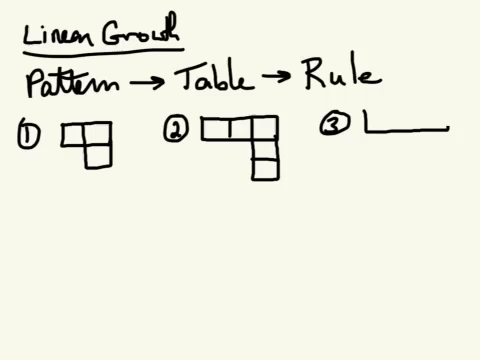 Linear Growth
Pattern → Table → Rule
① ② ③